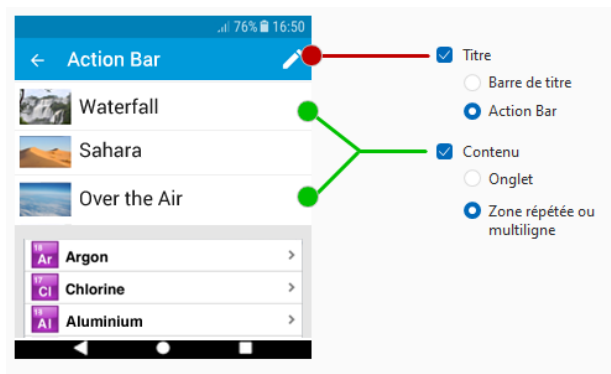 76% 16:50
Action Bar
Waterfall
Sahara
Over the Air
18
Ar Argon
17
Cl Chlorine
13
Al Aluminium
Titre
Barre de titre
Action Bar
Contenu
Onglet
Zone répétée ou
multiligne